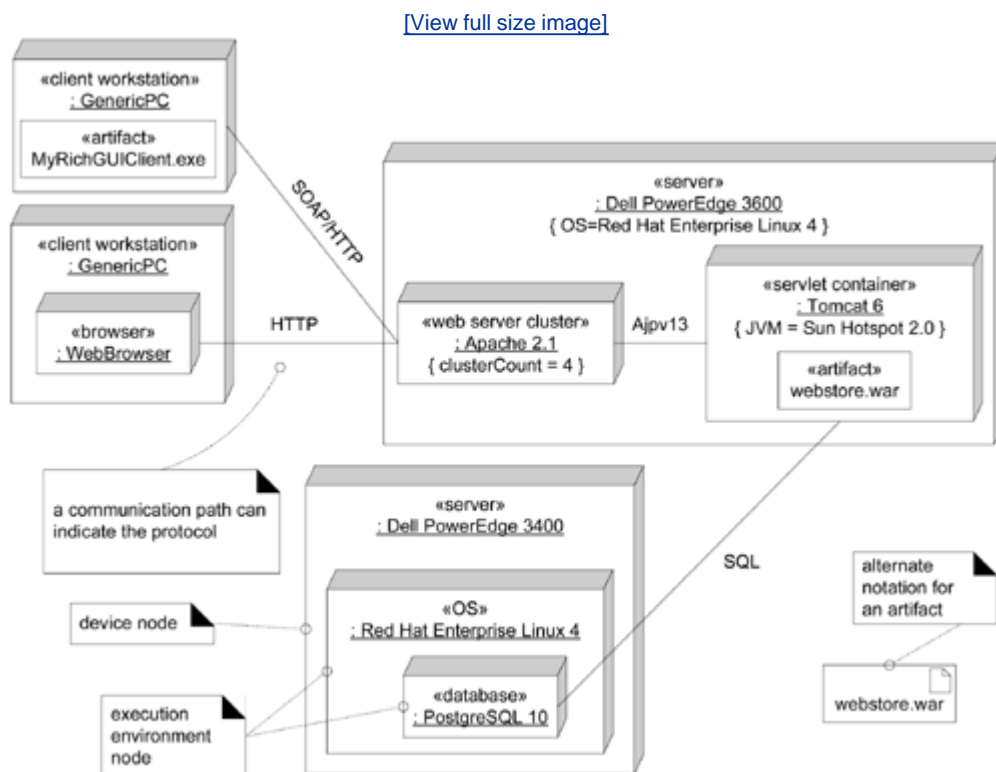 [View full size image]
«client workstation»
: GenericPC
«artifact»
MyRichGUIClient.exe
«client workstation»
: GenericPC
«browser»
: WebBrowser
SOAP/HTTP
HTTP
«server»
: Dell PowerEdge 3600
{ OS=Red Hat Enterprise Linux 4 }
«web server cluster»
: Apache 2.1
{ clusterCount = 4 }
Ajpv13
«servlet container»
: Tomcat 6
{ JVM = Sun Hotspot 2.0 }
«artifact»
webstore.war
a communication path can
indicate the protocol
«server»
: Dell PowerEdge 3400
«OS»
: Red Hat Enterprise Linux 4
«database»
: PostgreSQL 10
SQL
device node
execution
environment
node
alternate
notation for
an artifact
webstore.war